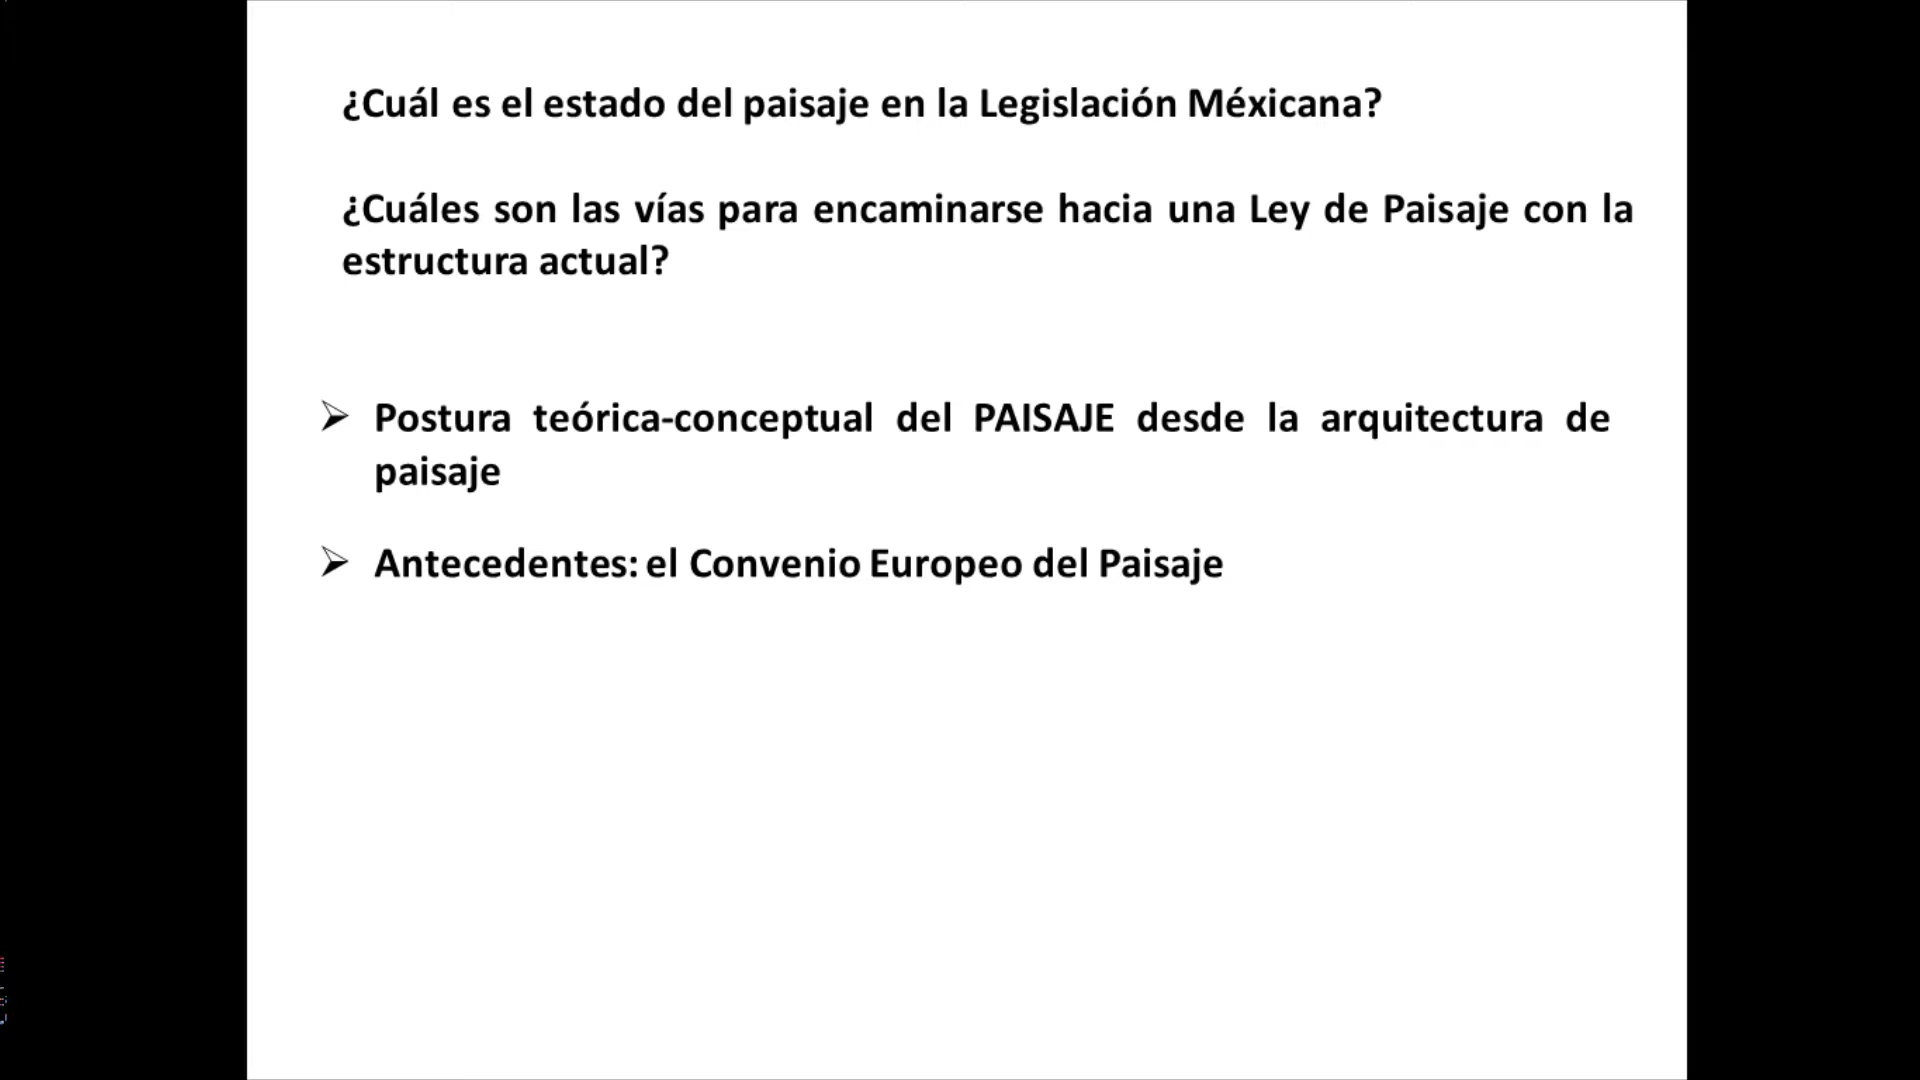 ¿Cuál es el estado del paisaje en la Legislación Méxicana?
¿Cuáles son las vías para encaminarse hacia una Ley de Paisaje con la
estructura actual?
➢ Postura teórica-conceptual del PAISAJE desde la arquitectura de
paisaje
➢ Antecedentes: el Convenio Europeo del Paisaje